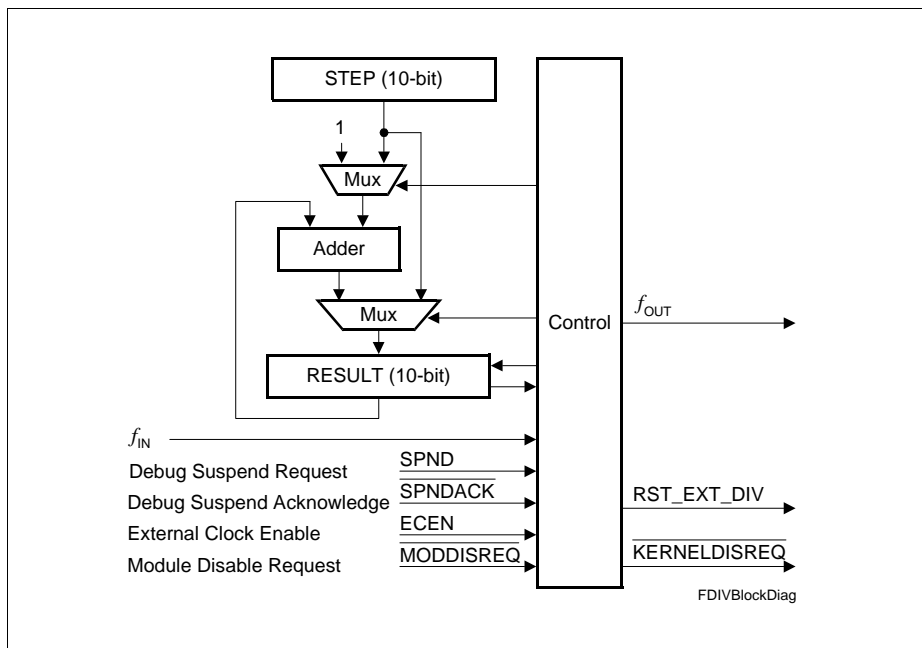 STEP (10-bit)
1
Mux
Adder
Mux
Control
f_OUT
RESULT (10-bit)
f_IN
Debug Suspend Request SPND
Debug Suspend Acknowledge SPNDACK
RST_EXT_DIV
External Clock Enable ECEN
Module Disable Request MODDISREQ
KERNELDISREQ
FDIVBlockDiag